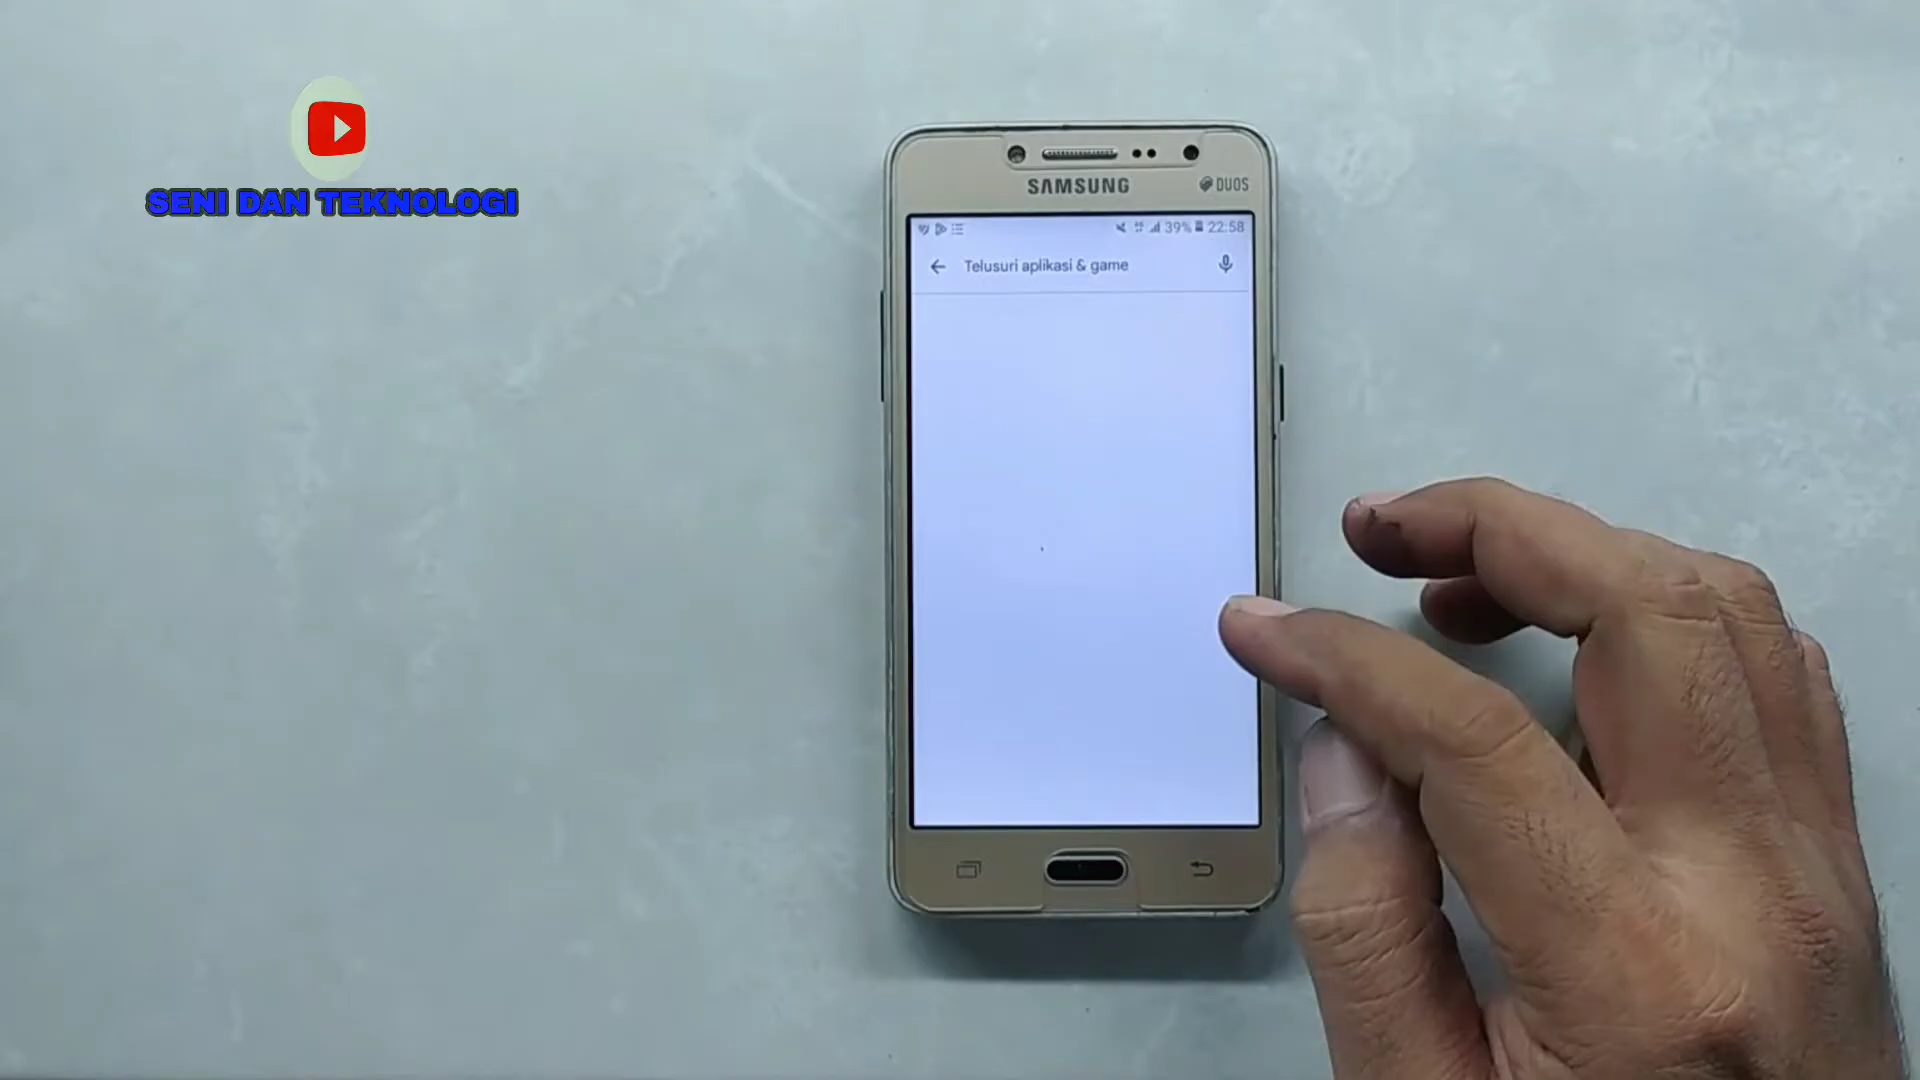 SENI DAN TEKNOLOGI
SAMSUNG
DUOS
39% 22:58
Telusuri aplikasi & game